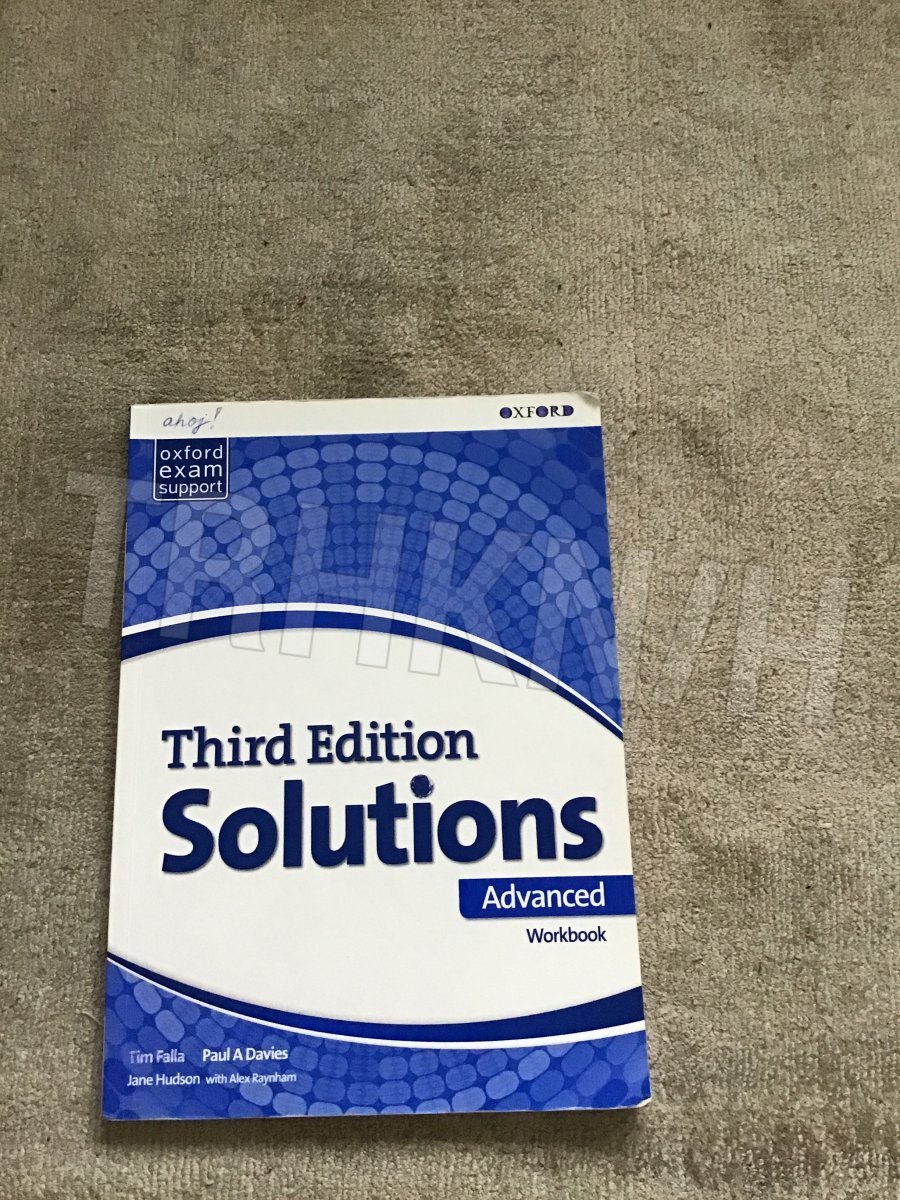 ahoj!
OXFORD
oxford
exam
support
TRHKNIH
Third Edition
Solutions
Advanced
Workbook
Tim Falla Paul A Davies
Jane Hudson with Alex Raynham